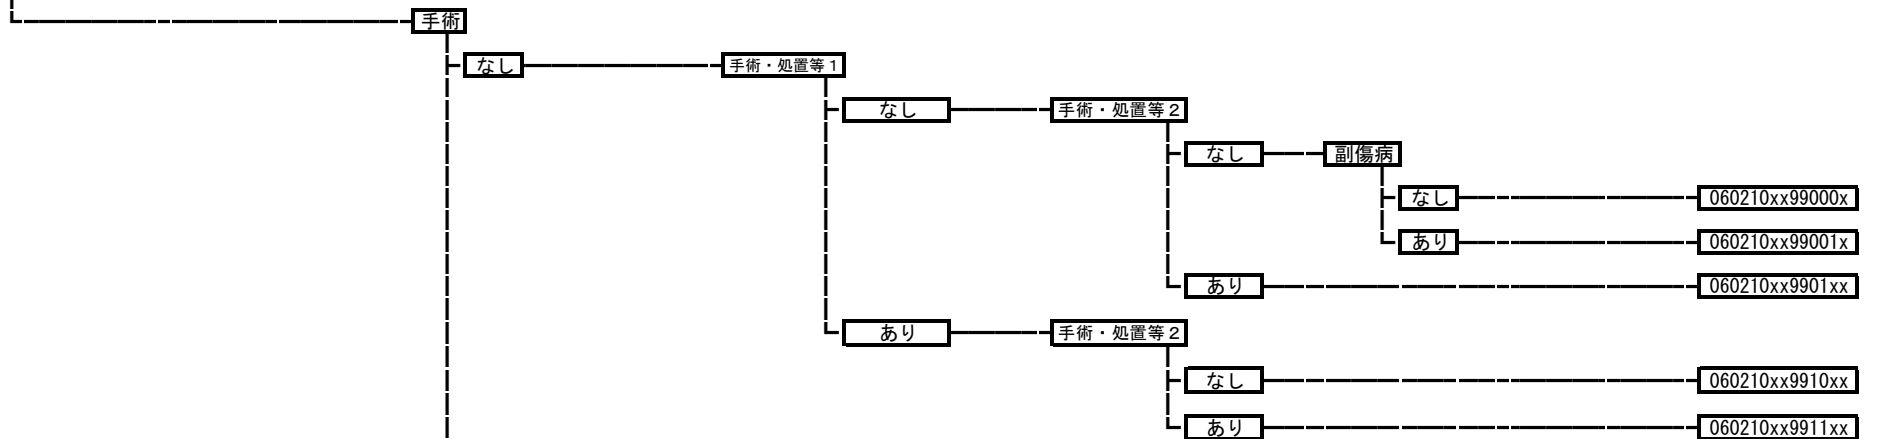 手術
なし 手術・処置等1
なし 手術・処置等2
なし 副傷病
なし 060210xx99000x
あり 060210xx99001x
あり 060210xx9901xx
あり 手術・処置等2
なし 060210xx9910xx
あり 060210xx9911xx